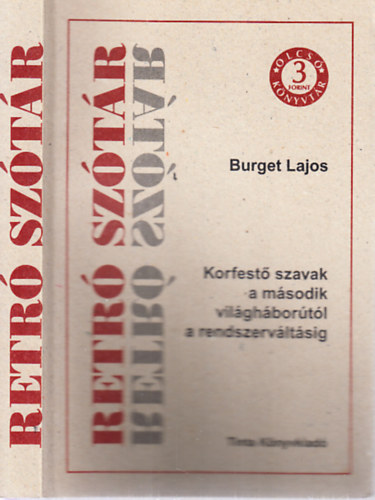 RETRÓ SZÓTÁR
RETRÓ SZÓTÁR
RETRÓ SZÓTÁR
OLCSÓ
3
FORINT
KÖNYVTÁR
Burget Lajos
Korfestő szavak
a második
világháborútól
a rendszerváltásig
Tinta Könyvkiadó